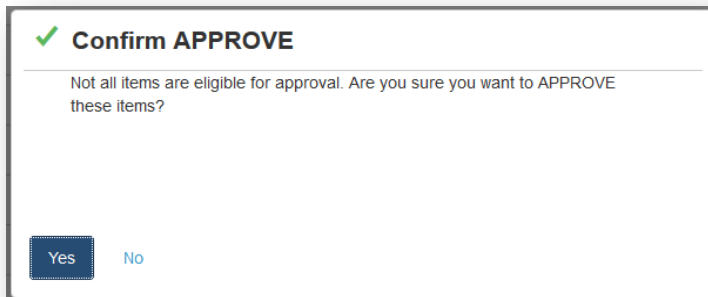 Confirm APPROVE
Not all items are eligible for approval. Are you sure you want to APPROVE
these items?
Yes No